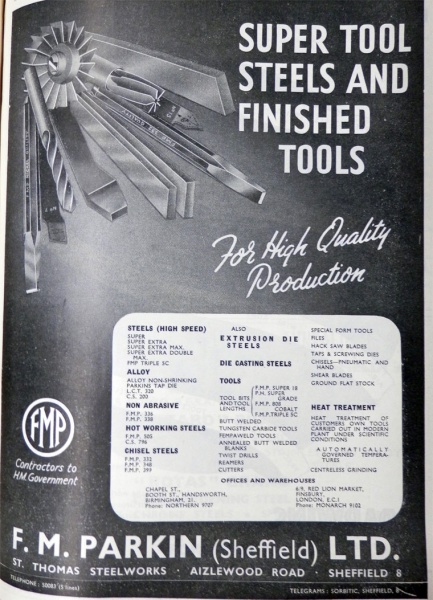 SUPER TOOL
STEELS AND
FINISHED
TOOLS
For High Quality
Production
STEELS (HIGH SPEED)
SUPER
SUPER EXTRA
SUPER EXTRA MAX.
SUPER EXTRA DOUBLE
MAX.
FMP TRIPLE 5C
ALLOY
ALLOY NON-SHRINKING
PARKINS TAP DIE
L.C.T. 320
C.S. 200
NON ABRASIVE
F.M.P. 336
F.M.P. 338
HOT WORKING STEELS
F.M.P. 505
C.S. 796
CHISEL STEELS
F.M.P. 332
F.M.P. 348
F.M.P. 399
ALSO
EXTRUSION DIE
STEELS
DIE CASTING STEELS
TOOLS
TOOL BITS
AND TOOL
LENGTHS
F.M.P. SUPER 18
P.H. SUPER
GRADE
F.M.P. 800
COBALT
F.M.P. TRIPLE 5C
BUTT WELDED
TUNGSTEN CARBIDE TOOLS
FEMPAWELD TOOLS
ANNEALED BUTT WELDED
BLANKS
TWIST DRILLS
REAMERS
CUTTERS
SPECIAL FORM TOOLS
FILES
HACK SAW BLADES
TAPS & SCREWING DIES
CHISELS—PNEUMATIC AND
HAND
SHEAR BLADES
GROUND FLAT STOCK
HEAT TREATMENT
HEAT TREATMENT OF
CUSTOMERS OWN TOOLS
CARRIED OUT IN MODERN
PLANT UNDER SCIENTIFIC
CONDITIONS
AUTOMATICALLY
GOVERNED TEMPERA-
TURES
CENTRELESS GRINDING
OFFICES AND WAREHOUSES
CHAPEL ST.,
BOOTH ST., HANDSWORTH,
BIRMINGHAM, 21.
Phone: NORTHERN 9707
6/9, RED LION MARKET,
FINSBURY,
LONDON, E.C.1
Phone: MONARCH 9102
FMP
Contractors to
H.M. Government
F. M. PARKIN (Sheffield) LTD.
ST. THOMAS STEELWORKS · AIZLEWOOD ROAD · SHEFFIELD 8
TELEPHONE: 50087 (3 lines)
TELEGRAMS: SORBITIC, SHEFFIELD, 8